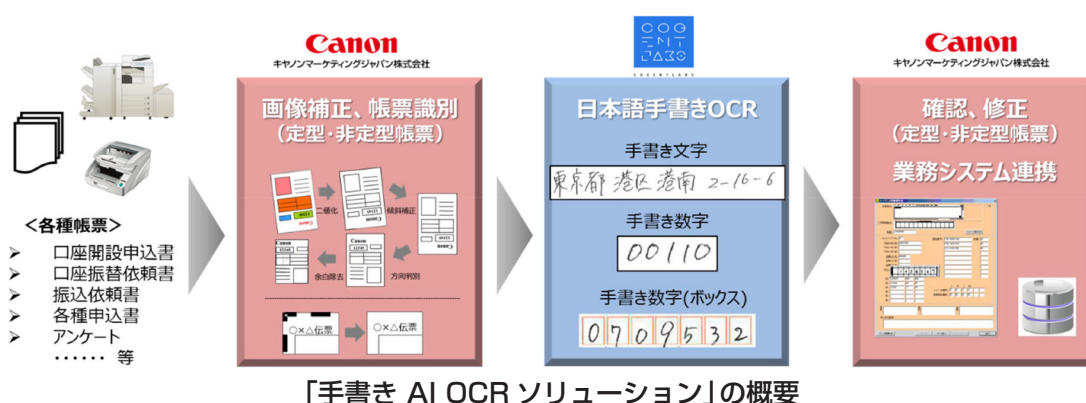 Canon
キヤノンマーケティングジャパン株式会社
COGENT LABS
COGENTLABS
Canon
キヤノンマーケティングジャパン株式会社
<各種帳票>
➢ 口座開設申込書
➢ 口座振替依頼書
➢ 振込依頼書
➢ 各種申込書
➢ アンケート
‥‥‥ 等
画像補正、帳票識別
(定型・非定型帳票)
二値化
傾斜補正
余白除去
方向判別
Canon
Canon
Canon
○×△伝票
○×△伝票
日本語手書きOCR
手書き文字
東京都 港区 港南 2-16-6
手書き数字
00110
手書き数字(ボックス)
0709532
確認、修正
(定型・非定型帳票)
業務システム連携
「手書き AI OCR ソリューション」の概要